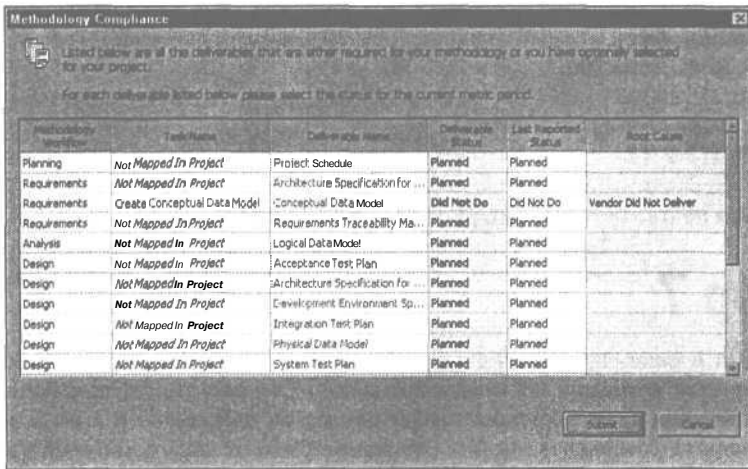 Methodology Compliance
Listed below are all the deliverables that are either required for your methodology or you have optionally selected
for your project.
For each deliverable listed below please select the status for the current metric period.
Methodology Workflow Task Name Deliverable Name Deliverable Status Last Reported Status Root Cause
Planning Not Mapped In Project Project Schedule Planned Planned
Requirements Not Mapped In Project Architecture Specification for ... Planned Planned
Requirements Create Conceptual Data Model Conceptual Data Model Did Not Do Did Not Do Vendor Did Not Deliver
Requirements Not Mapped In Project Requirements Traceability Ma... Planned Planned
Analysis Not Mapped In Project Logical Data Model Planned Planned
Design Not Mapped In Project Acceptance Test Plan Planned Planned
Design Not Mapped In Project Architecture Specification for ... Planned Planned
Design Not Mapped In Project Development Environment Sp... Planned Planned
Design Not Mapped In Project Integration Test Plan Planned Planned
Design Not Mapped In Project Physical Data Model Planned Planned
Design Not Mapped In Project System Test Plan Planned Planned
Submit Cancel